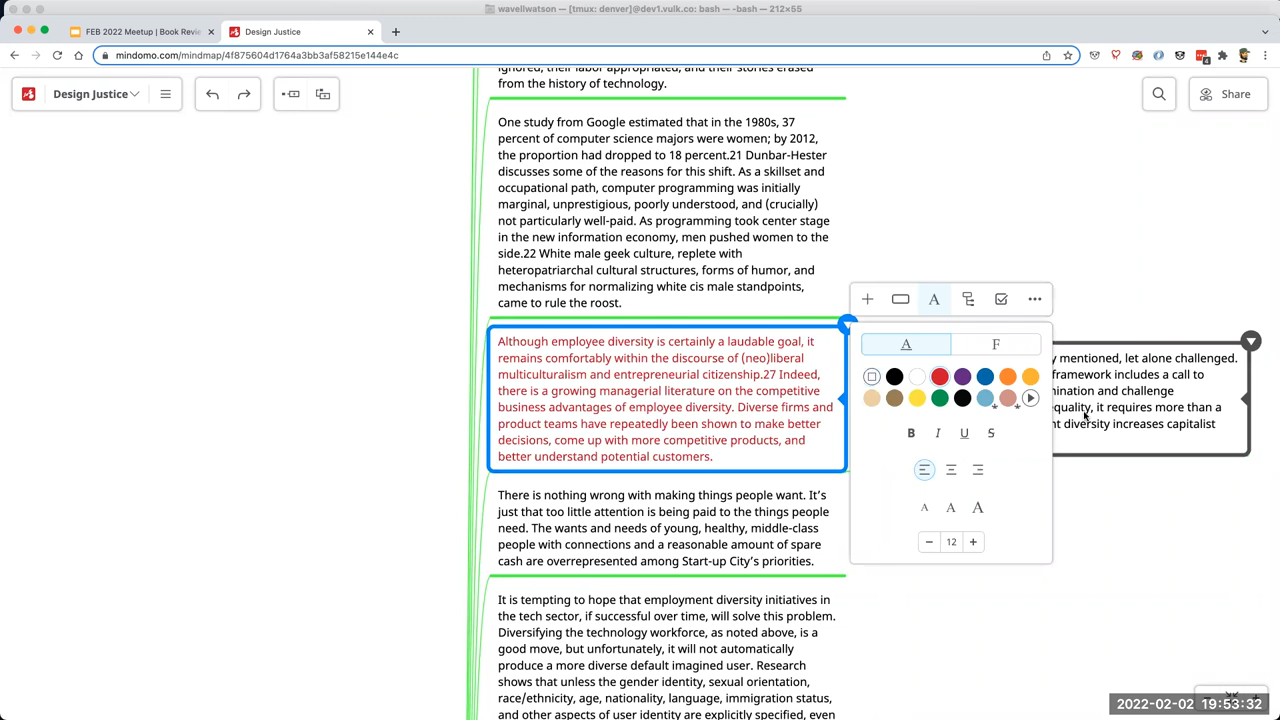 wavellwatson — [tmux: denver]@dev1.vulk.co: bash — -bash — 212×55
FEB 2022 Meetup | Book Revie
Design Justice
mindomo.com/mindmap/4f875604d1764a3bb3af58215e144e4c
Design Justice
Share
ignored, their labor appropriated, and their stories erased
from the history of technology.
One study from Google estimated that in the 1980s, 37
percent of computer science majors were women; by 2012,
the proportion had dropped to 18 percent.21 Dunbar-Hester
discusses some of the reasons for this shift. As a skillset and
occupational path, computer programming was initially
marginal, unprestigious, poorly understood, and (crucially)
not particularly well-paid. As programming took center stage
in the new information economy, men pushed women to the
side.22 White male geek culture, replete with
heteropatriarchal cultural structures, forms of humor, and
mechanisms for normalizing white cis male standpoints,
came to rule the roost.
Although employee diversity is certainly a laudable goal, it
remains comfortably within the discourse of (neo)liberal
multiculturalism and entrepreneurial citizenship.27 Indeed,
there is a growing managerial literature on the competitive
business advantages of employee diversity. Diverse firms and
product teams have repeatedly been shown to make better
decisions, come up with more competitive products, and
better understand potential customers.
A
A F
B I U S
A A A
− 12 +
y mentioned, let alone challenged.
framework includes a call to
nination and challenge
equality, it requires more than a
nt diversity increases capitalist
There is nothing wrong with making things people want. It’s
just that too little attention is being paid to the things people
need. The wants and needs of young, healthy, middle-class
people with connections and a reasonable amount of spare
cash are overrepresented among Start-up City’s priorities.
It is tempting to hope that employment diversity initiatives in
the tech sector, if successful over time, will solve this problem.
Diversifying the technology workforce, as noted above, is a
good move, but unfortunately, it will not automatically
produce a more diverse default imagined user. Research
shows that unless the gender identity, sexual orientation,
race/ethnicity, age, nationality, language, immigration status,
and other aspects of user identity are explicitly specified, even
2022-02-02 19:53:32